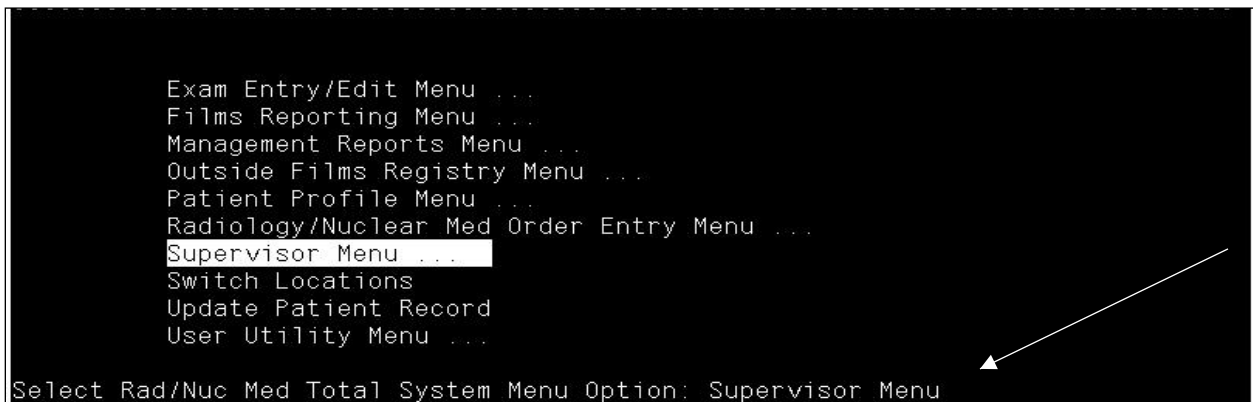 Exam Entry/Edit Menu ...
Films Reporting Menu ...
Management Reports Menu ...
Outside Films Registry Menu ...
Patient Profile Menu ...
Radiology/Nuclear Med Order Entry Menu ...
Supervisor Menu ...
Switch Locations
Update Patient Record
User Utility Menu ...
Select Rad/Nuc Med Total System Menu Option: Supervisor Menu